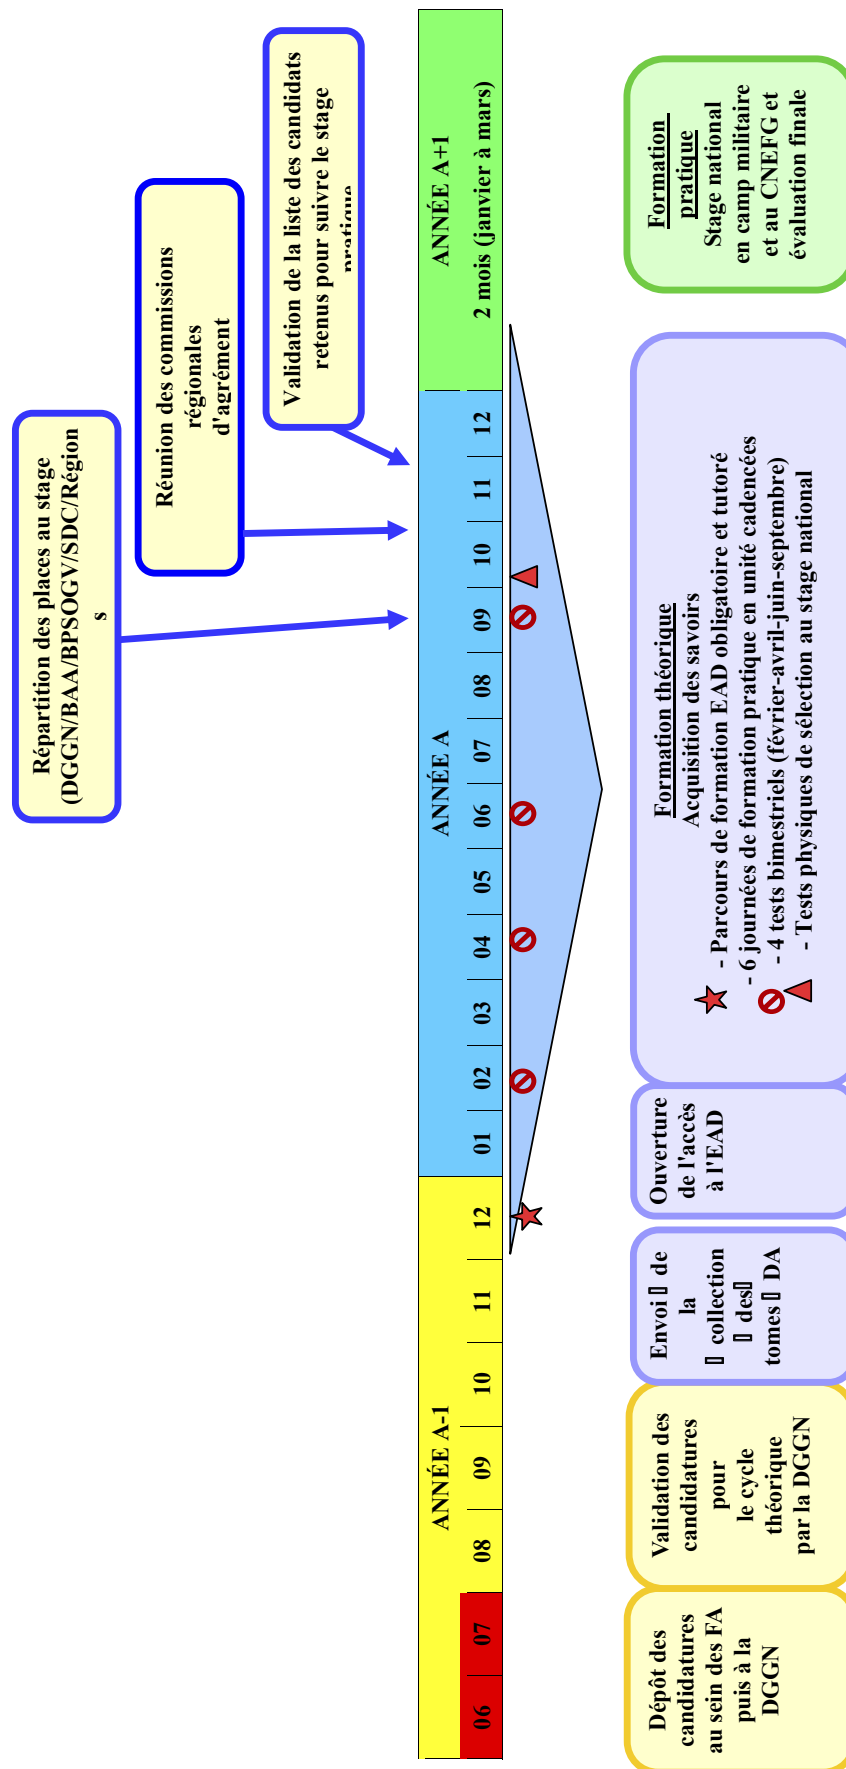 Répartition des places au stage
(DGGN/BAA/BPSOGV/SDC/Région
s
Réunion des commissions
régionales
d'agrément
Validation de la liste des candidats
retenus pour suivre le stage
pratique
ANNÉE A-1
ANNÉE A
ANNÉE A+1
06
07
08
09
10
11
12
01
02
03
04
05
06
07
08
09
10
11
12
2 mois (janvier à mars)
Dépôt des
candidatures
au sein des FA
puis à la
DGGN
Validation des
candidatures
pour
le cycle
théorique
par la DGGN
Envoi de
la
collection
des
tomes DA
Ouverture
de l'accès
à l'EAD
Formation théorique
Acquisition des savoirs
- Parcours de formation EAD obligatoire et tutoré
- 6 journées de formation pratique en unité cadencées
- 4 tests bimestriels (février-avril-juin-septembre)
- Tests physiques de sélection au stage national
Formation
pratique
Stage national
en camp militaire
et au CNEFG et
évaluation finale